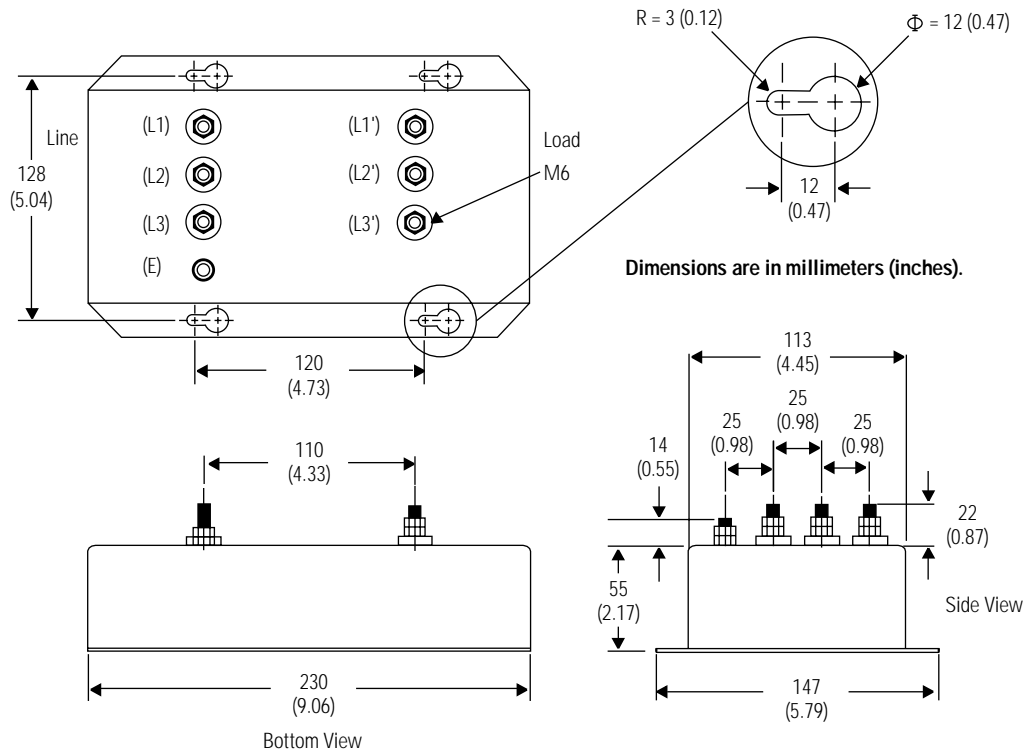 R = 3 (0.12)
Φ = 12 (0.47)
Line
(L1)
(L1')
Load
128
(5.04)
(L2)
(L2')
M6
(L3)
(L3')
(E)
12
(0.47)
Dimensions are in millimeters (inches).
120
(4.73)
113
(4.45)
25
(0.98)
25
(0.98)
25
(0.98)
14
(0.55)
110
(4.33)
22
(0.87)
55
(2.17)
Side View
230
(9.06)
147
(5.79)
Bottom View